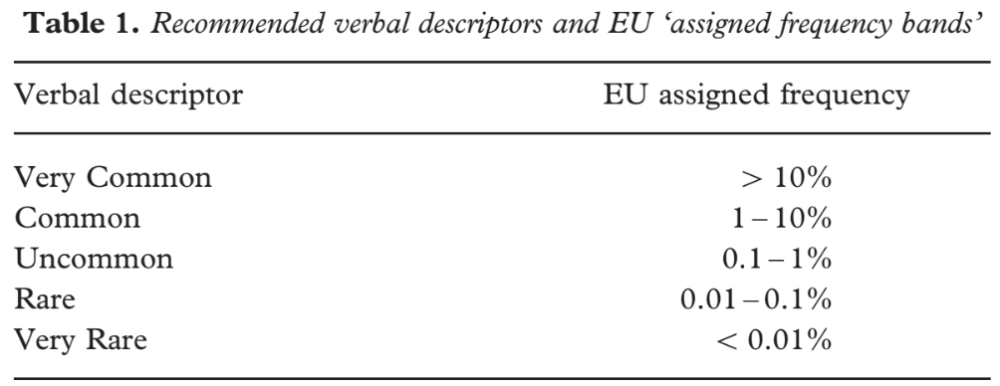 Table 1. Recommended verbal descriptors and EU ‘assigned frequency bands’
Verbal descriptor EU assigned frequency
Very Common > 10%
Common 1–10%
Uncommon 0.1–1%
Rare 0.01–0.1%
Very Rare < 0.01%